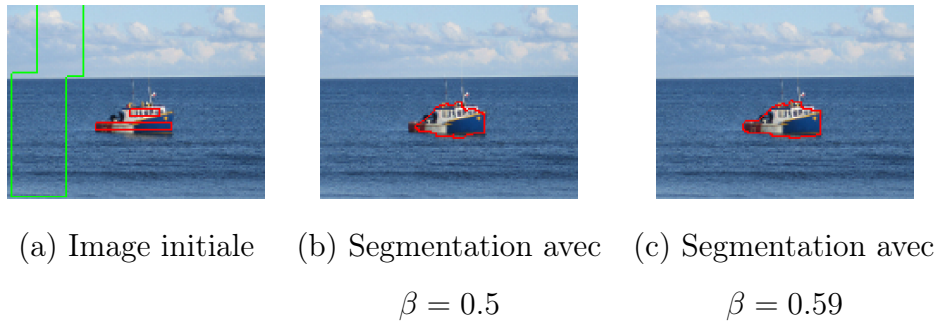 (a) Image initiale
(b) Segmentation avec
β = 0.5
(c) Segmentation avec
β = 0.59